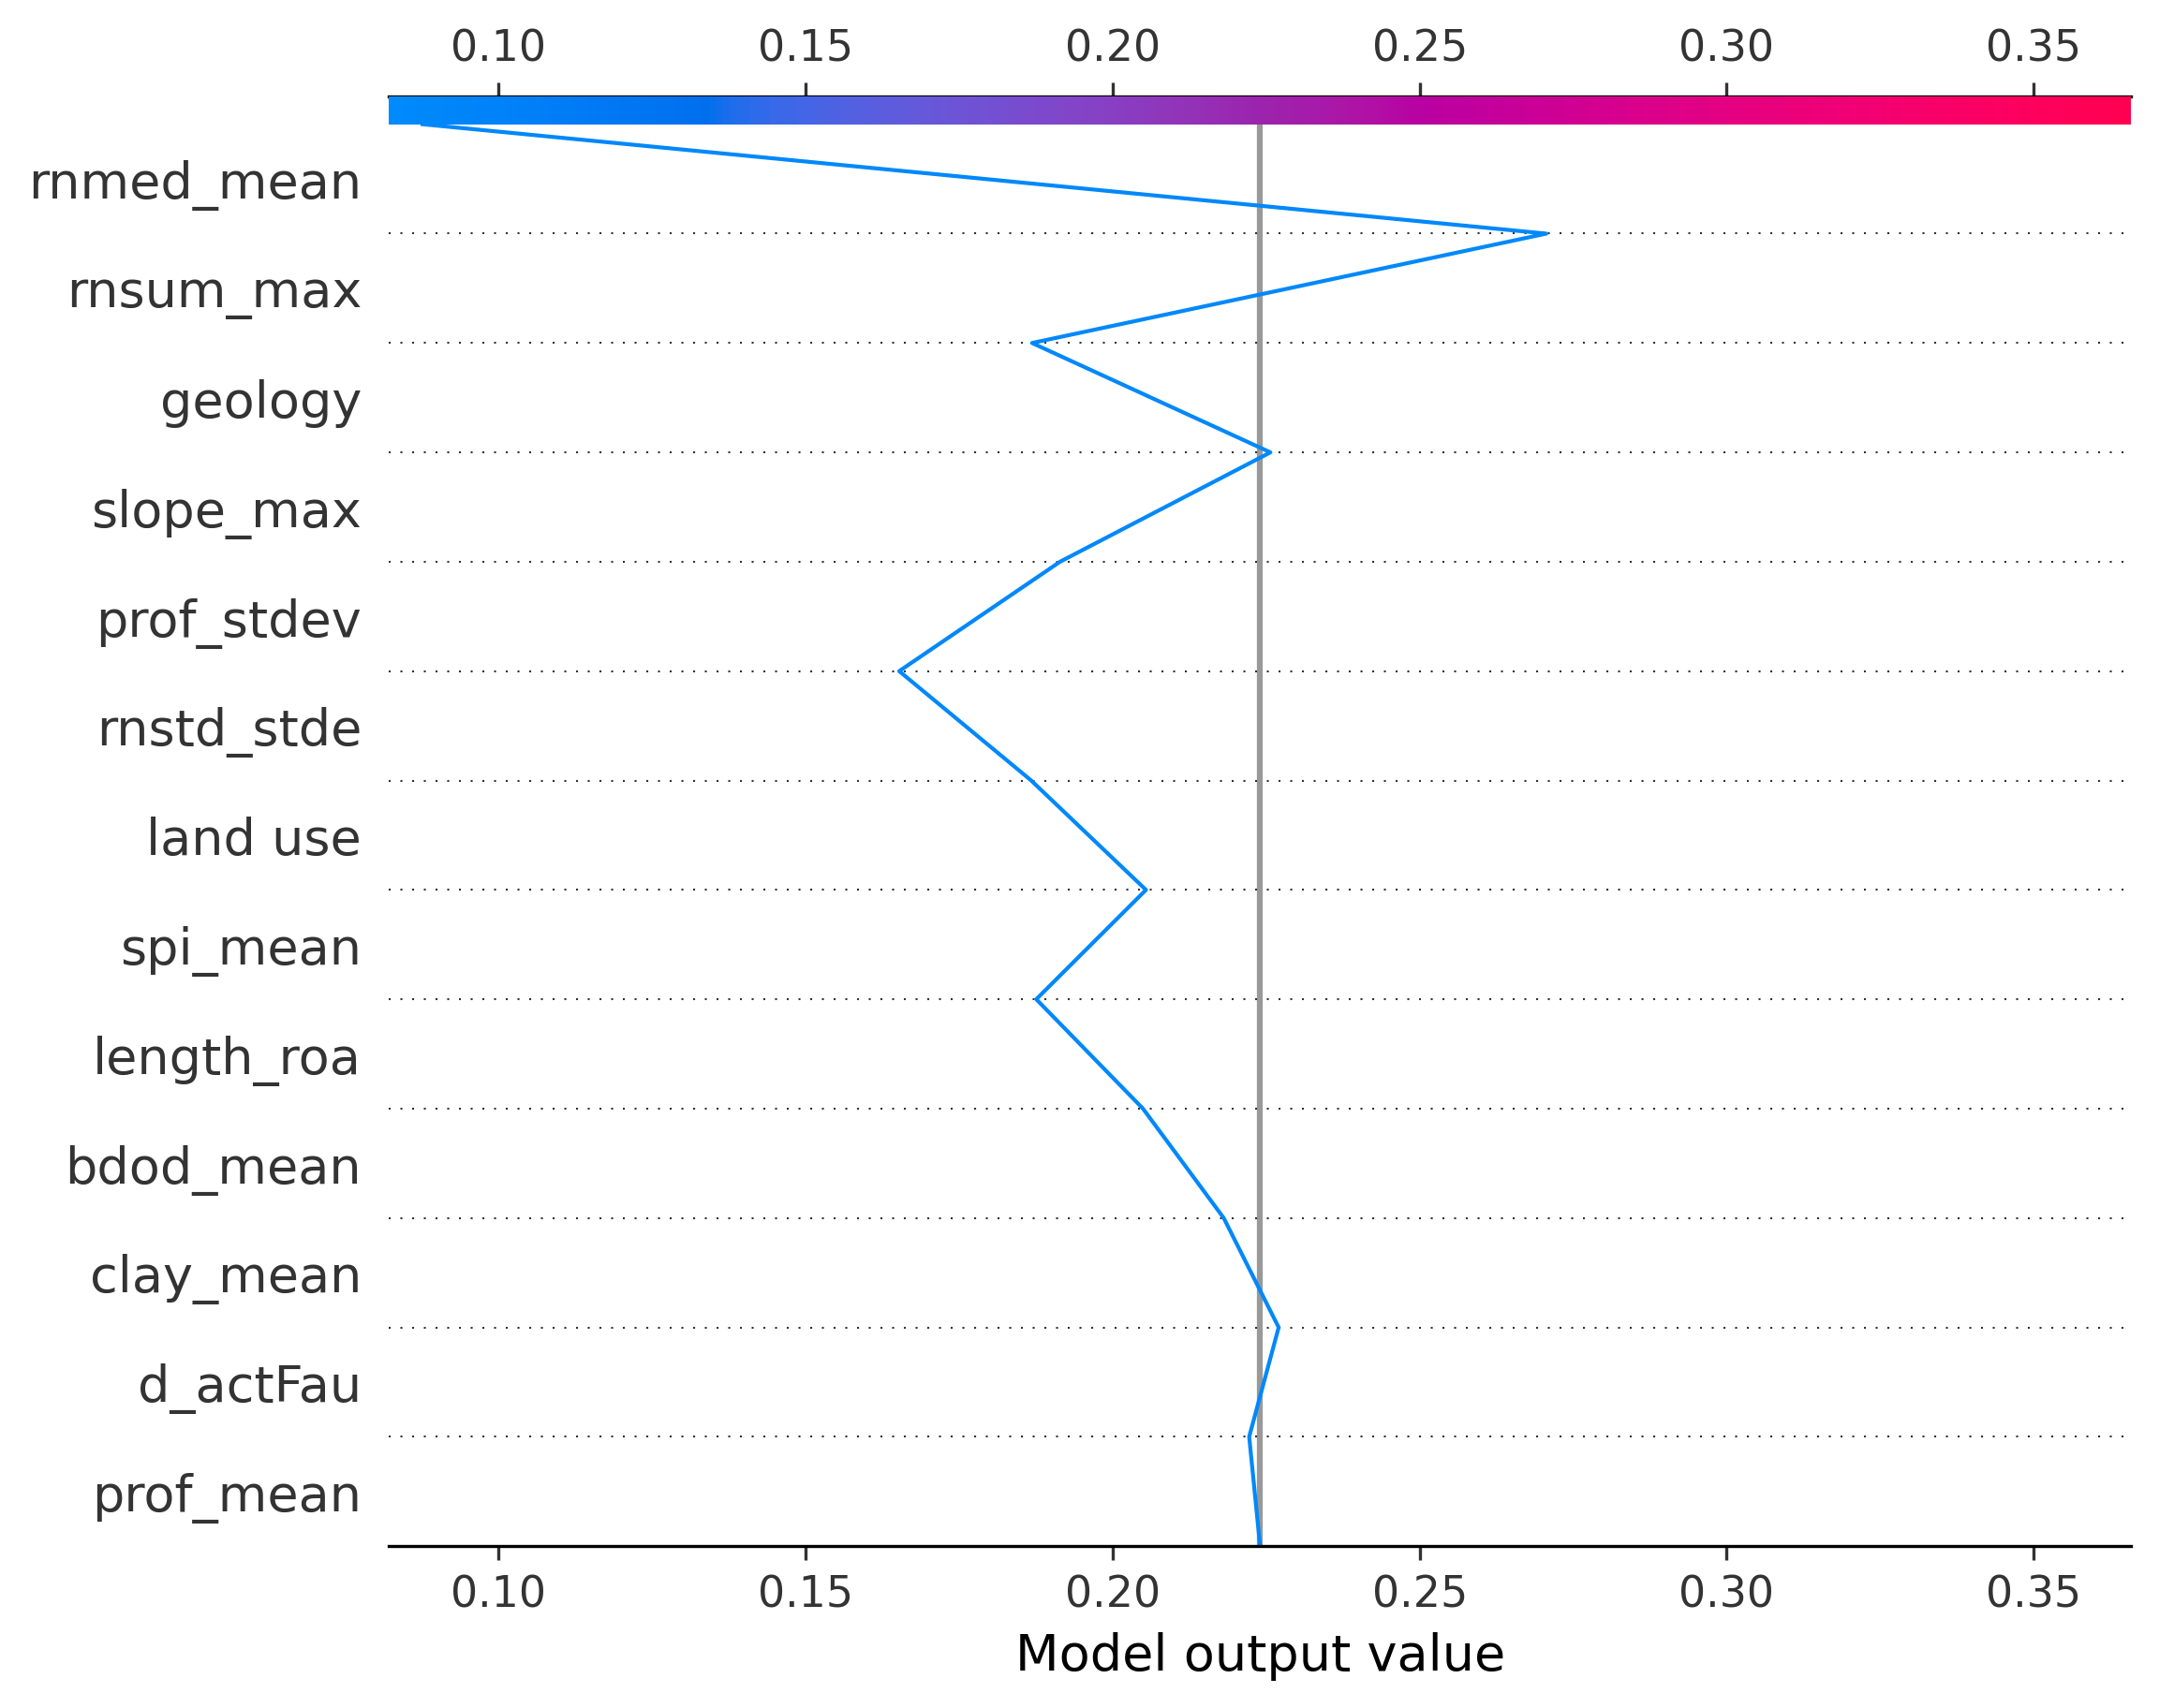 0.10 0.15 0.20 0.25 0.30 0.35
rnmed_mean
rnsum_max
geology
slope_max
prof_stdev
rnstd_stde
land use
spi_mean
length_roa
bdod_mean
clay_mean
d_actFau
prof_mean
0.10 0.15 0.20 0.25 0.30 0.35
Model output value